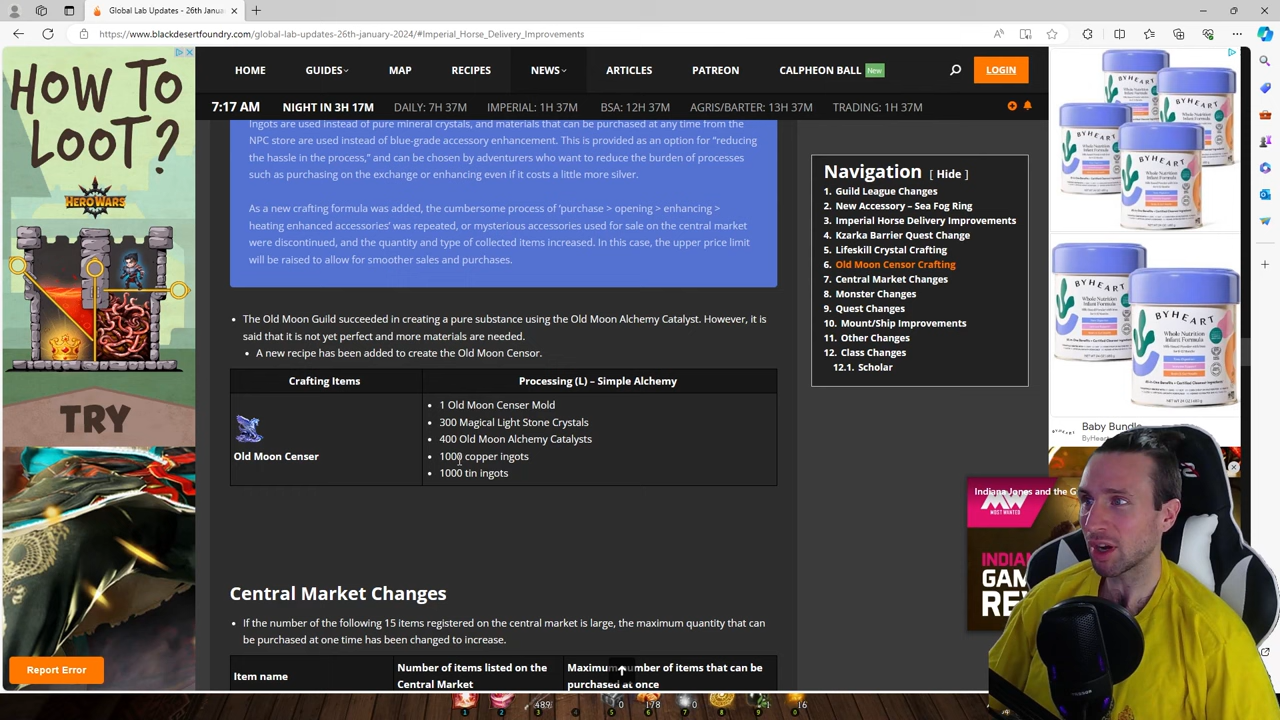 Global Lab Updates - 26th Janua
https://www.blackdesertfoundry.com/global-lab-updates-26th-january-2024/#Imperial_Horse_Delivery_Improvements
HOME GUIDES MAP RECIPES NEWS ARTICLES PATREON CALPHEON BALL New LOGIN
7:17 AM NIGHT IN 3H 17M DAILY: 7H 37M IMPERIAL: 1H 37M BSA: 12H 37M AGRIS/BARTER: 13H 37M TRADING: 1H 37M
Ingots are used instead of pure mineral crystals, and materials that can be purchased at any time from the
NPC store are used instead of blue-grade accessory enhancement. This is provided as an option for "reducing
the hassle in the process," and can be chosen by adventurers who want to reduce the burden of processes
such as purchasing on the exchange or enhancing even if it costs a little more silver.
As a new crafting formula was added, the cumbersome process of 'purchase > opening > enhancing >
heating enhanced accessories' was repeated, or mysterious accessories used for sale on the central market
were discontinued, and the quantity and type of collected items increased. In this case, the upper price limit
will be raised to allow for smoother sales and purchases.
The Old Moon Guild succeeded in creating a pure substance using the Old Moon Alchemy Catalyst. However, it is
said that it is not yet perfect and more materials are needed.
A new recipe has been added to create the Old Moon Censor.
Crafting Items Processing (L) – Simple Alchemy
Old Moon Censer
1 Old Moon Censer Mold
300 Magical Light Stone Crystals
400 Old Moon Alchemy Catalysts
1000 copper ingots
1000 tin ingots
Central Market Changes
If the number of the following 15 items registered on the central market is large, the maximum quantity that can
be purchased at one time has been changed to increase.
Item name
Number of items listed on the
Central Market
Maximum number of items that can be
purchased at once
Navigation [ Hide ]
1. Guild League Changes
2. New Accessory – Sea Fog Ring
3. Imperial Horse Delivery Improvements
4. Kzarka Barrier Quest Change
5. Lifeskill Crystal Crafting
6. Old Moon Censor Crafting
7. Central Market Changes
8. Monster Changes
9. Quest Changes
10. Mount/Ship Improvements
11. Other Changes
12. Class Changes
12.1. Scholar
HOW TO
LOOT?
HERO WARS
TRY
Report Error
BYHEART
BYHEART
BYHEART
BYHEART
BYHEART
BYHEART
Baby Bundle
ByHeart
Indiana Jones and the G
MW
MOST WANTED
INDIAN
GAM
RE